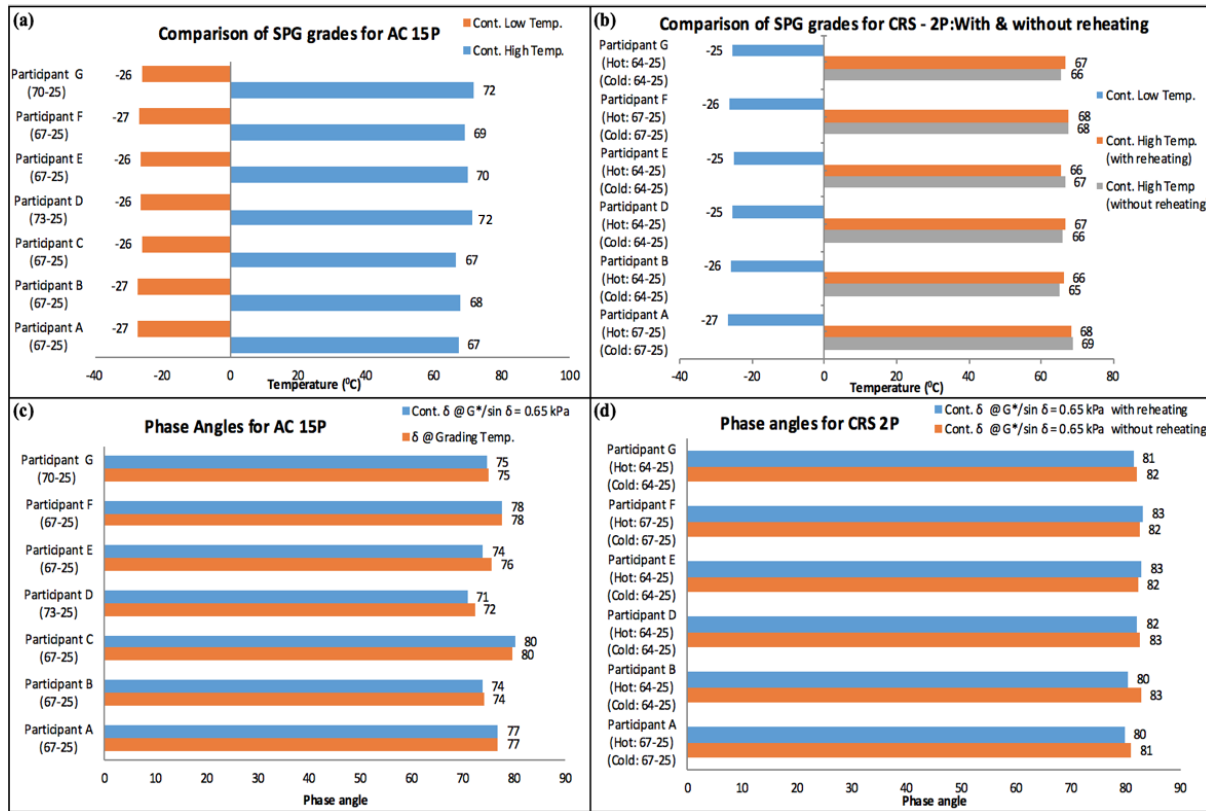 (a)
Comparison of SPG grades for AC 15P
Cont. Low Temp.
Cont. High Temp.
Participant G
(70-25)
-26
72
Participant F
(67-25)
-27
69
Participant E
(67-25)
-26
70
Participant D
(73-25)
-26
72
Participant C
(67-25)
-26
67
Participant B
(67-25)
-27
68
Participant A
(67-25)
-27
67
-40 -20 0 20 40 60 80 100
Temperature (⁰C)
(b)
Comparison of SPG grades for CRS - 2P:With & without reheating
Cont. Low Temp.
Cont. High Temp.
(with reheating)
Cont. High Temp
(without reheating)
Participant G
(Hot: 64-25)
(Cold: 64-25)
-25
67
66
Participant F
(Hot: 67-25)
(Cold: 67-25)
-26
68
68
Participant E
(Hot: 64-25)
(Cold: 64-25)
-25
66
67
Participant D
(Hot: 64-25)
(Cold: 64-25)
-25
67
66
Participant B
(Hot: 64-25)
(Cold: 64-25)
-26
66
65
Participant A
(Hot: 67-25)
(Cold: 67-25)
-27
68
69
-40 -20 0 20 40 60 80
Temperature (⁰C)
(c)
Phase Angles for AC 15P
Cont. δ @ G*/sin δ = 0.65 kPa
δ @ Grading Temp.
Participant G
(70-25)
75
75
Participant F
(67-25)
78
78
Participant E
(67-25)
74
76
Participant D
(73-25)
71
72
Participant C
(67-25)
80
80
Participant B
(67-25)
74
74
Participant A
(67-25)
77
77
0 10 20 30 40 50 60 70 80 90
Phase angle
(d)
Phase angles for CRS 2P
Cont. δ @ G*/sin δ = 0.65 kPa with reheating
Cont. δ @ G*/sin δ = 0.65 kPa without reheating
Participant G
(Hot: 64-25)
(Cold: 64-25)
81
82
Participant F
(Hot: 67-25)
(Cold: 67-25)
83
82
Participant E
(Hot: 64-25)
(Cold: 64-25)
83
82
Participant D
(Hot: 64-25)
(Cold: 64-25)
82
83
Participant B
(Hot: 64-25)
(Cold: 64-25)
80
83
Participant A
(Hot: 67-25)
(Cold: 67-25)
80
81
0 10 20 30 40 50 60 70 80 90
Phase angle